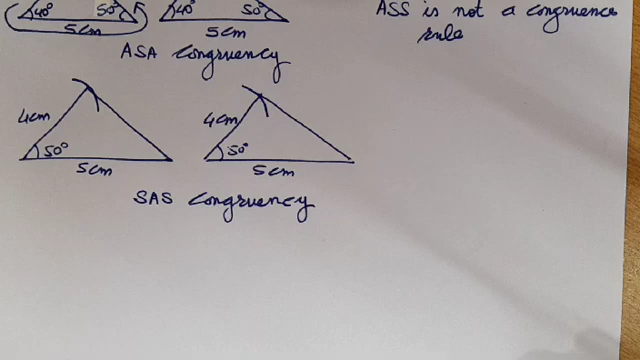 40° 50° 40° 50°
5cm 5cm
ASA Congruency
ASS is not a congruence
rule
4cm 4cm
50° 50°
5cm 5cm
SAS Congruency